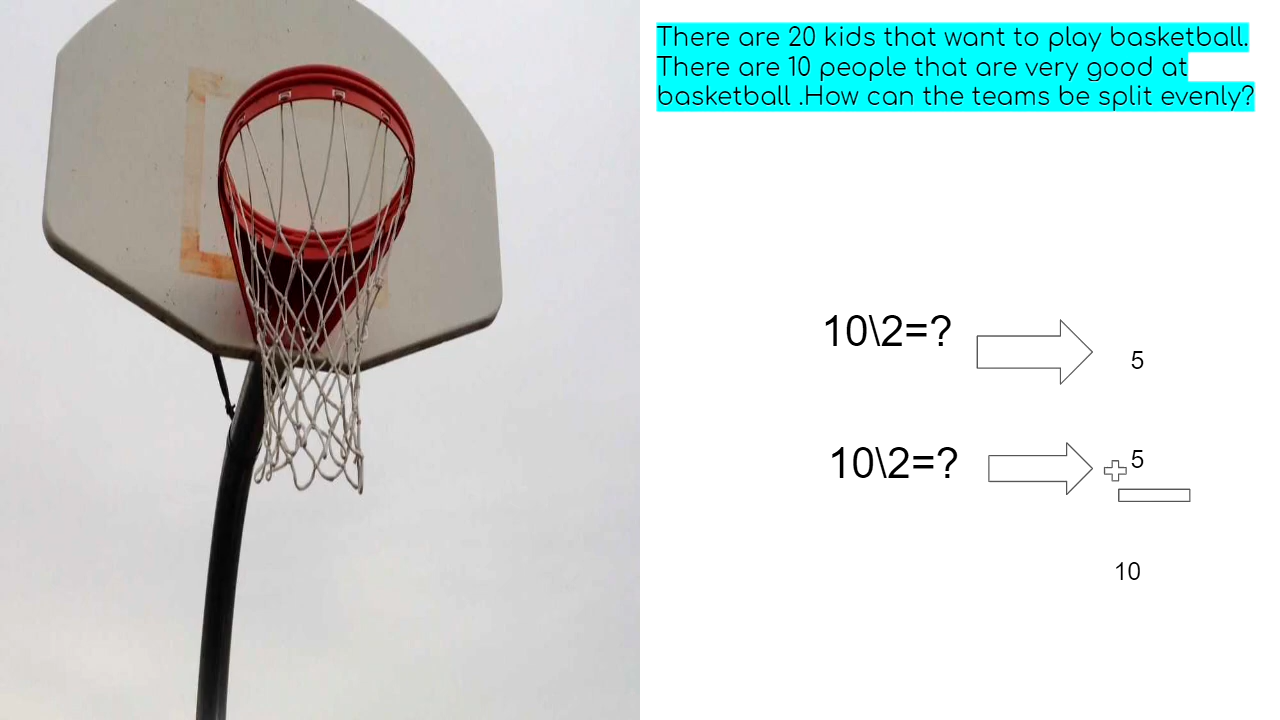 There are 20 kids that want to play basketball.
There are 10 people that are very good at
basketball .How can the teams be split evenly?
10\2=?
5
10\2=?
5
10